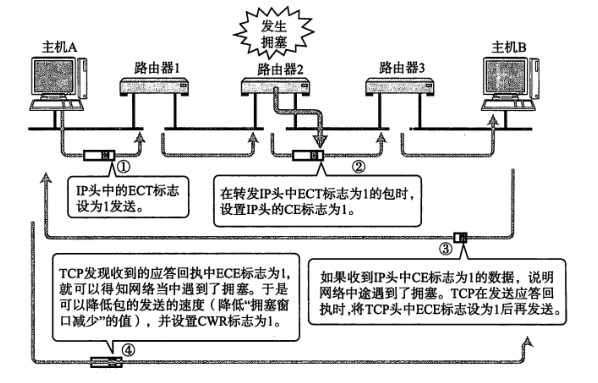 发生
拥塞
主机A
路由器1
路由器2
路由器3
主机B
①
②
IP头中的ECT标志
设为1发送。
在转发IP头中ECT标志为1的包时，
设置IP头的CE标志为1。
③
TCP发现收到的应答回执中ECE标志为1，
就可以得知网络当中遇到了拥塞。于是
可以降低包的发送的速度（降低“拥塞窗
口减少”的值），并设置CWR标志为1。
如果收到IP头中CE标志为1的数据，说明
网络中途遇到了拥塞。TCP在发送应答回
执时，将TCP头中ECE标志设为1后再发送。
④